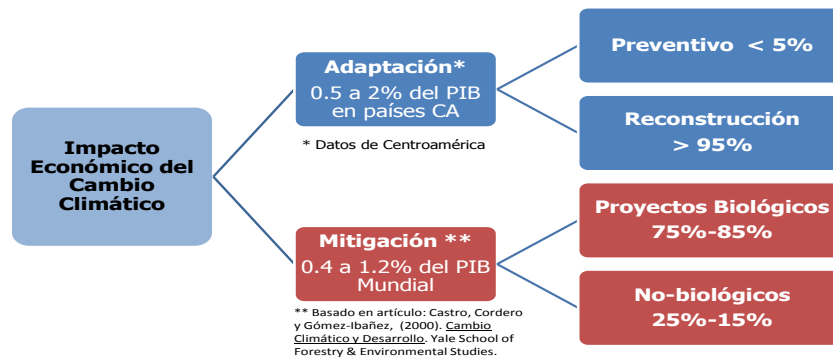 Impacto
Económico del
Cambio
Climático
Adaptación*
0.5 a 2% del PIB
en países CA
* Datos de Centroamérica
Preventivo < 5%
Reconstrucción
> 95%
Mitigación **
0.4 a 1.2% del PIB
Mundial
** Basado en artículo: Castro, Cordero
y Gómez-Ibañez, (2000). Cambio
Climático y Desarrollo. Yale School of
Forestry & Environmental Studies.
Proyectos Biológicos
75%-85%
No-biológicos
25%-15%